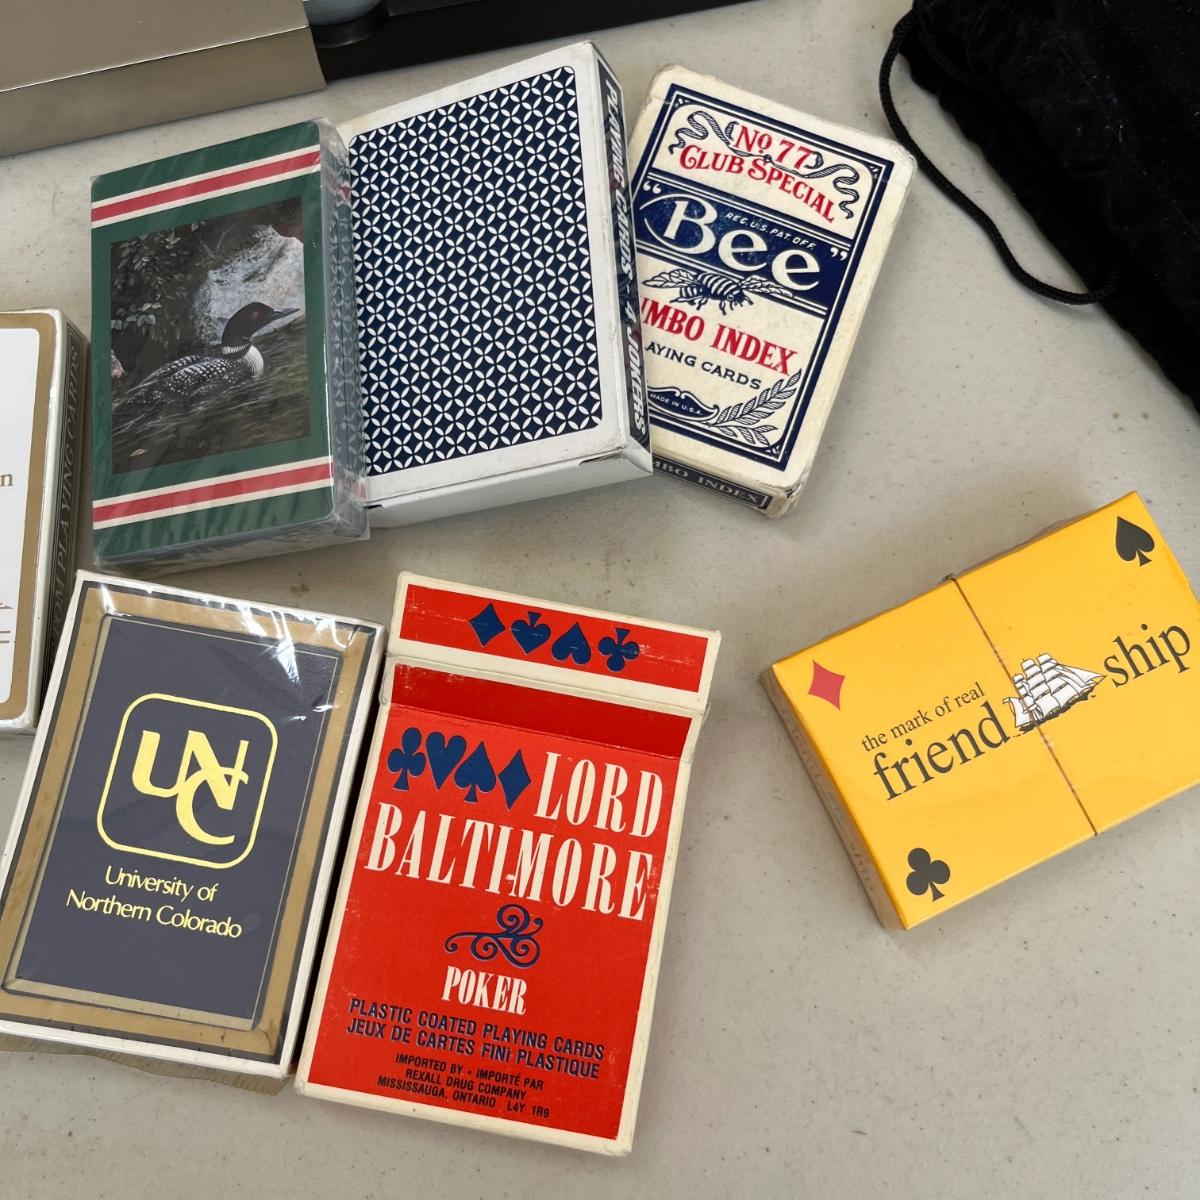 PLAYING CARDS
JOKERS
No 77
CLUB SPECIAL
REG. U.S. PAT. OFF.
"Bee"
INDEX
CARDS
MADE IN U.S.A.
INDEX
PLAYING CARDS
UNC
University of
Northern Colorado
LORD
BALTIMORE
POKER
PLASTIC COATED PLAYING CARDS
JEUX DE CARTES FINI PLASTIQUE
IMPORTED BY • IMPORTÉ PAR
REXALL DRUG COMPANY
MISSISSAUGA, ONTARIO L4Y 1R9
the mark of real
friend ship